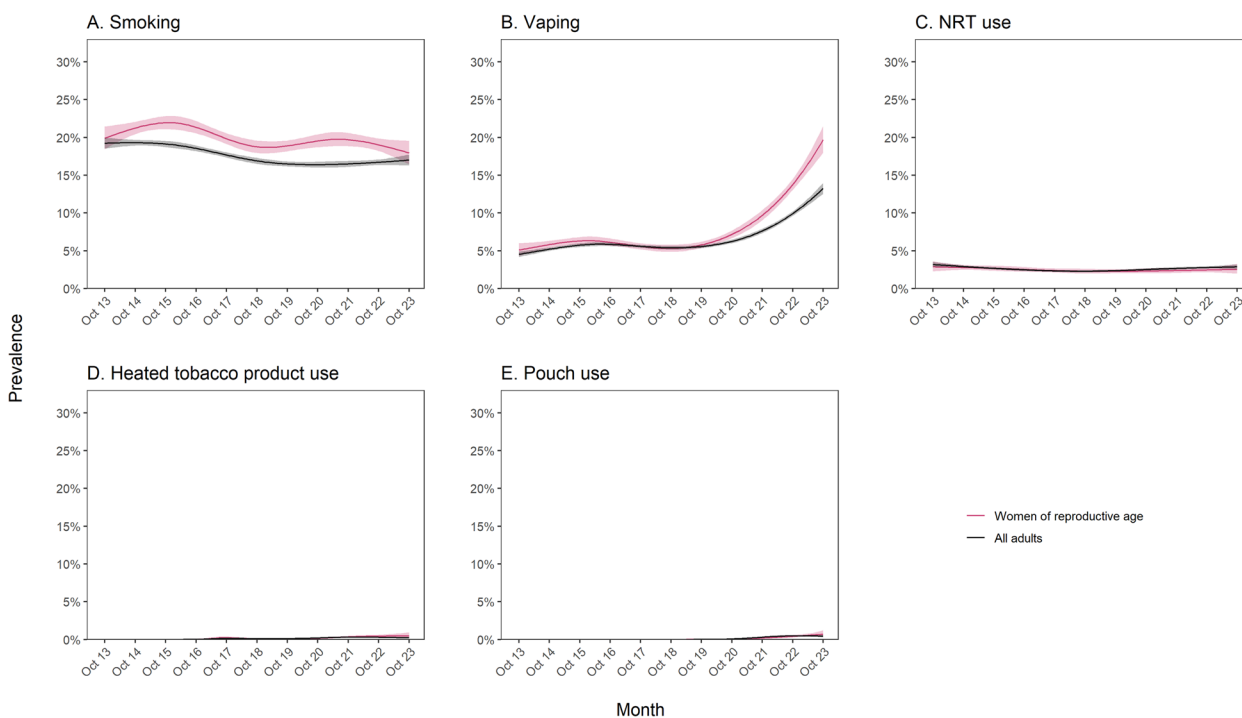 A. Smoking
30%
25%
20%
15%
10%
5%
0%
Oct 13
Oct 14
Oct 15
Oct 16
Oct 17
Oct 18
Oct 19
Oct 20
Oct 21
Oct 22
Oct 23
B. Vaping
30%
25%
20%
15%
10%
5%
0%
Oct 13
Oct 14
Oct 15
Oct 16
Oct 17
Oct 18
Oct 19
Oct 20
Oct 21
Oct 22
Oct 23
C. NRT use
30%
25%
20%
15%
10%
5%
0%
Oct 13
Oct 14
Oct 15
Oct 16
Oct 17
Oct 18
Oct 19
Oct 20
Oct 21
Oct 22
Oct 23
Prevalence
D. Heated tobacco product use
30%
25%
20%
15%
10%
5%
0%
Oct 13
Oct 14
Oct 15
Oct 16
Oct 17
Oct 18
Oct 19
Oct 20
Oct 21
Oct 22
Oct 23
E. Pouch use
30%
25%
20%
15%
10%
5%
0%
Oct 13
Oct 14
Oct 15
Oct 16
Oct 17
Oct 18
Oct 19
Oct 20
Oct 21
Oct 22
Oct 23
Women of reproductive age
All adults
Month